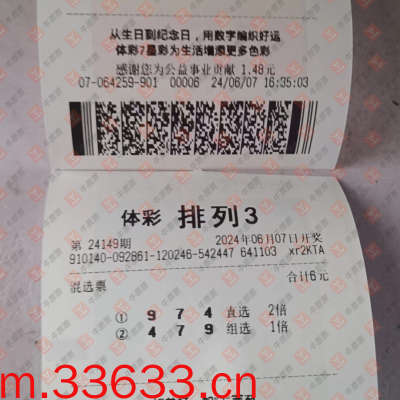 从生日到纪念日，用数字编织好运
体彩7星彩为生活增添更多色彩
感谢您为公益事业贡献 1.48元
07-064259-901 00006 24/06/07 16:35:03
体彩 排列3
第 24149期 2024年06月07日开奖
910140-092861-120246-542447 641103 xr2KTA
混选票 合计6元
① 9 7 4 直选 2倍
② 4 7 9 组选 1倍
m.33633.cn